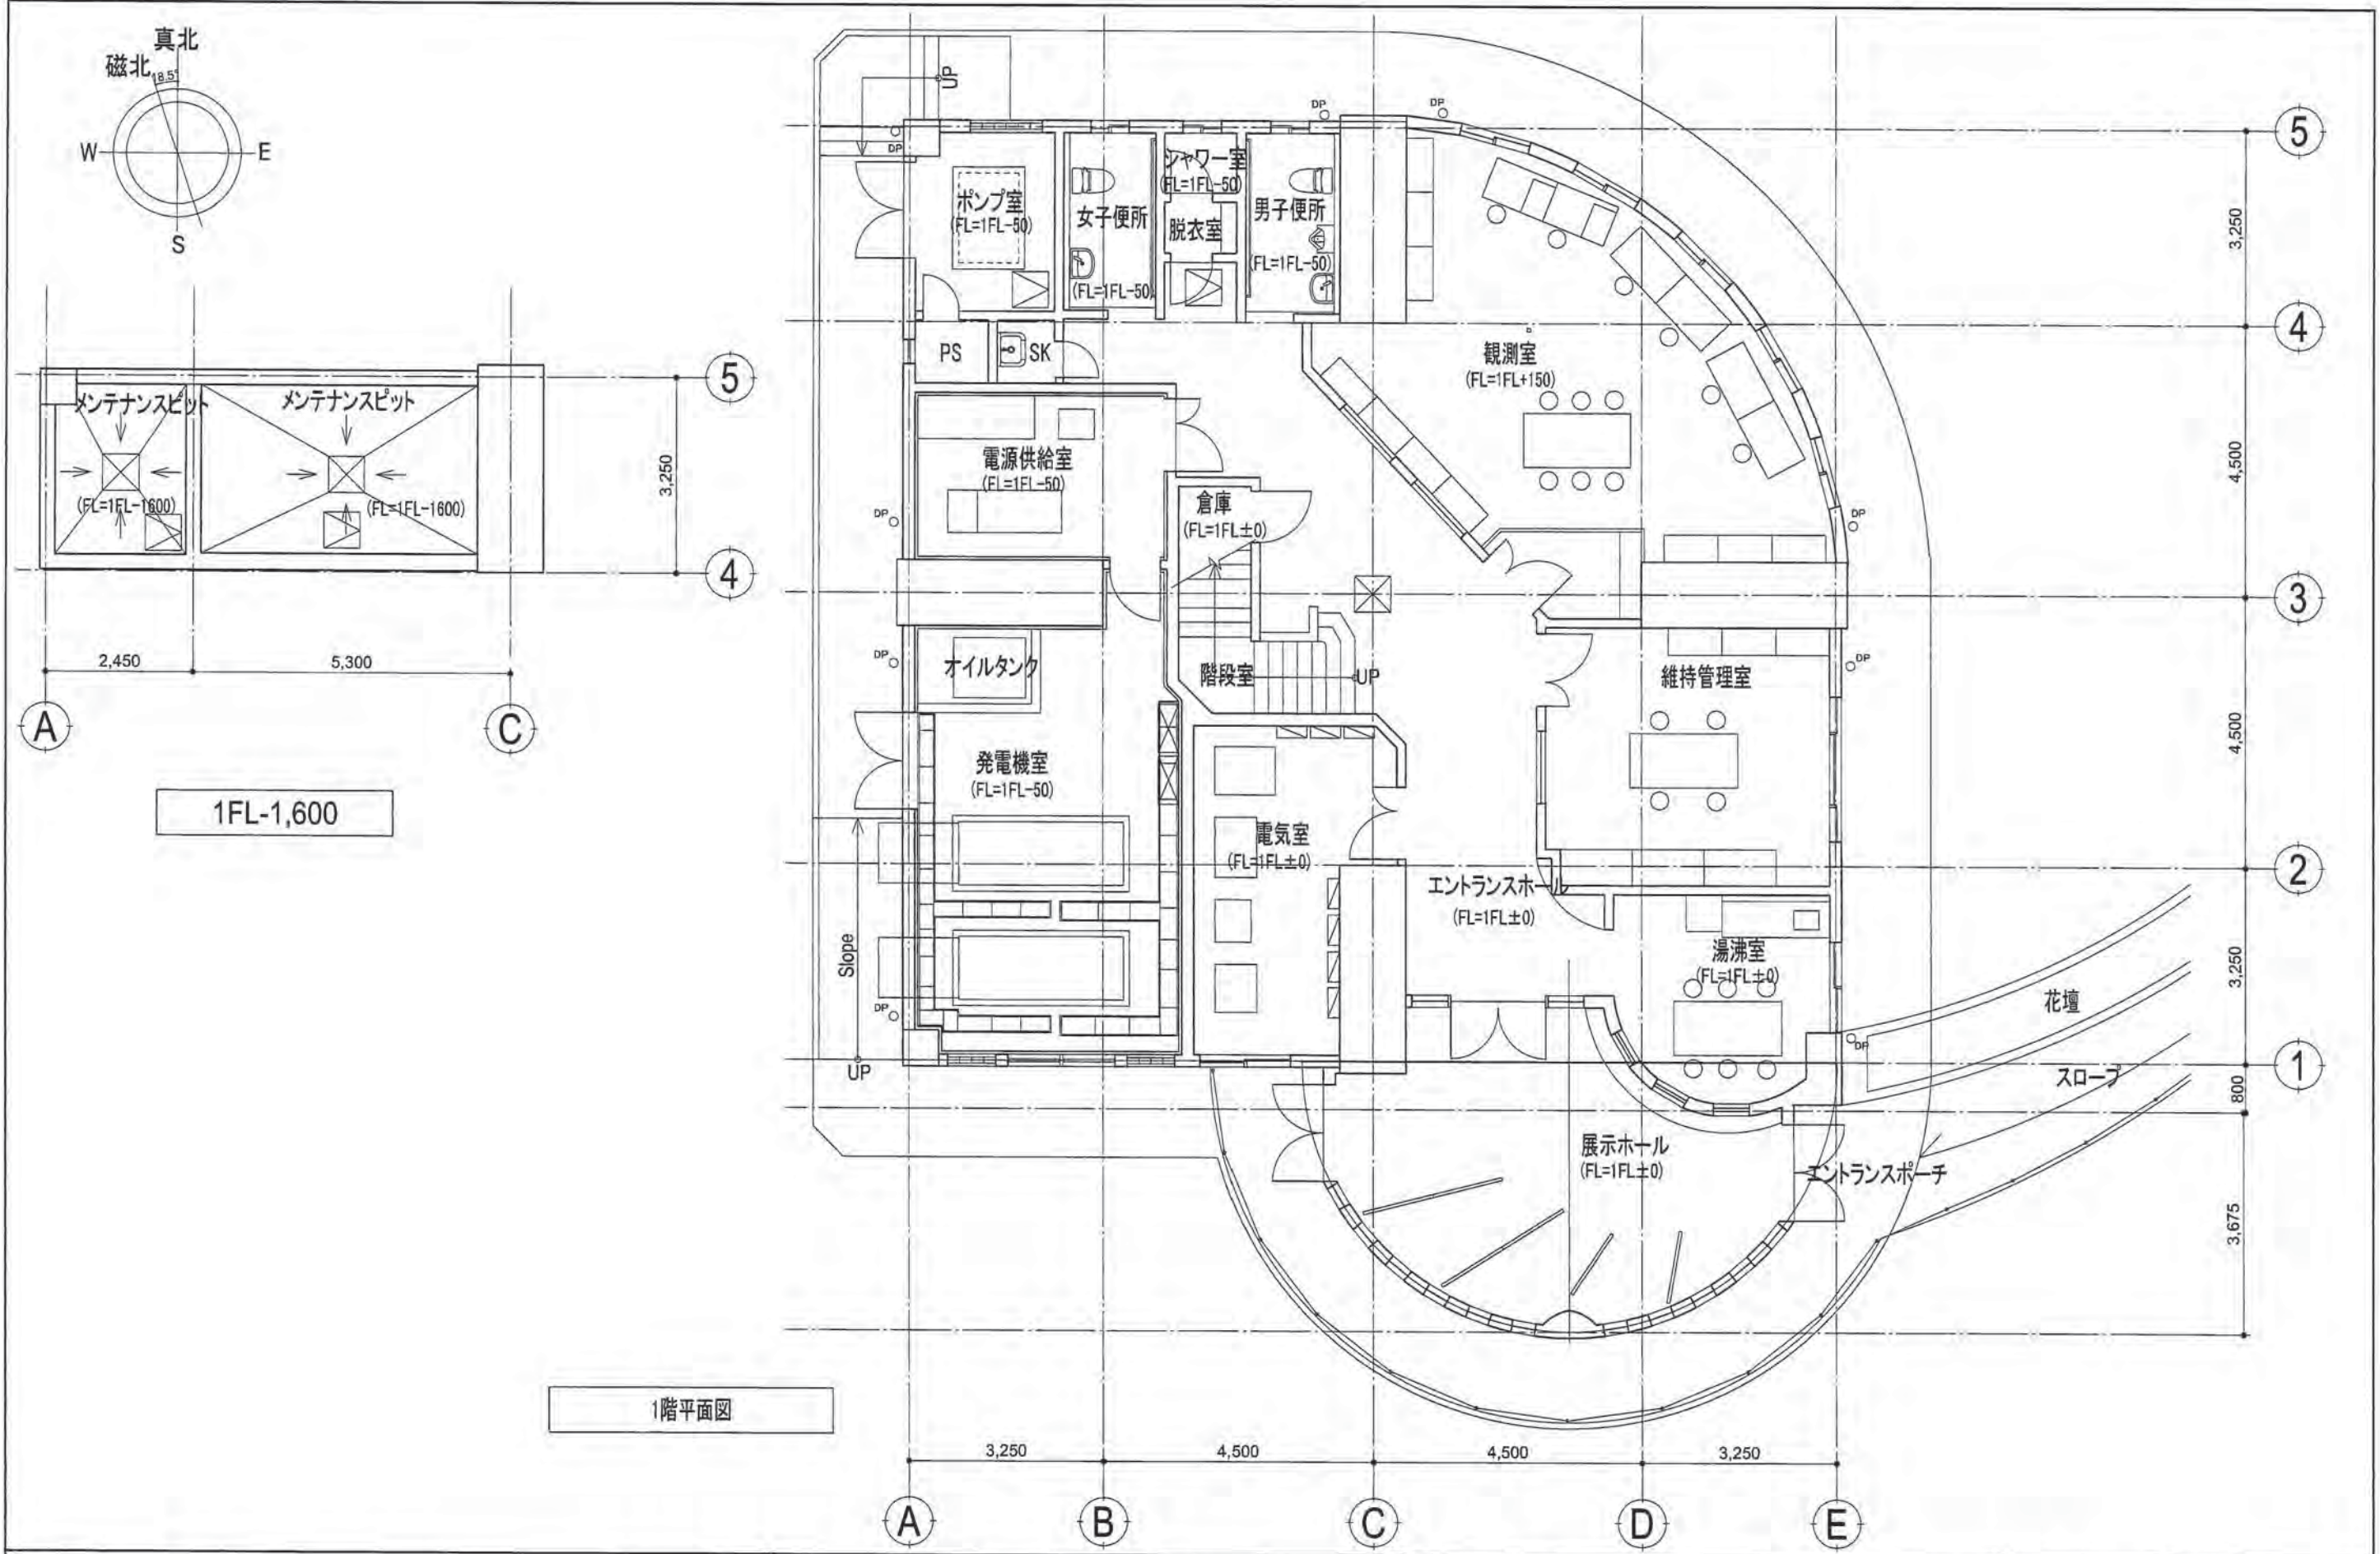 真北
磁北
18.5°
W
E
S
メンテナンスピット
メンテナンスピット
(FL=1FL-1600)
(FL=1FL-1600)
5
4
3,250
2,450
5,300
A
C
1FL-1,600
UP
DP
DP
DP
ポンプ室
(FL=1FL-50)
女子便所
(FL=1FL-50)
シャワー室
(FL=1FL-50)
脱衣室
男子便所
(FL=1FL-50)
PS
SK
観測室
(FL=1FL+150)
電源供給室
(FL=1FL-50)
倉庫
(FL=1FL±0)
DP
DP
DP
DP
オイルタンク
階段室
UP
維持管理室
発電機室
(FL=1FL-50)
電気室
(FL=1FL±0)
エントランスホール
(FL=1FL±0)
湯沸室
(FL=1FL±0)
Slope
DP
UP
DP
花壇
スロープ
展示ホール
(FL=1FL±0)
エントランスポーチ
5
3,250
4
4,500
3
4,500
2
3,250
1
800
3,675
1階平面図
3,250
4,500
4,500
3,250
A
B
C
D
E